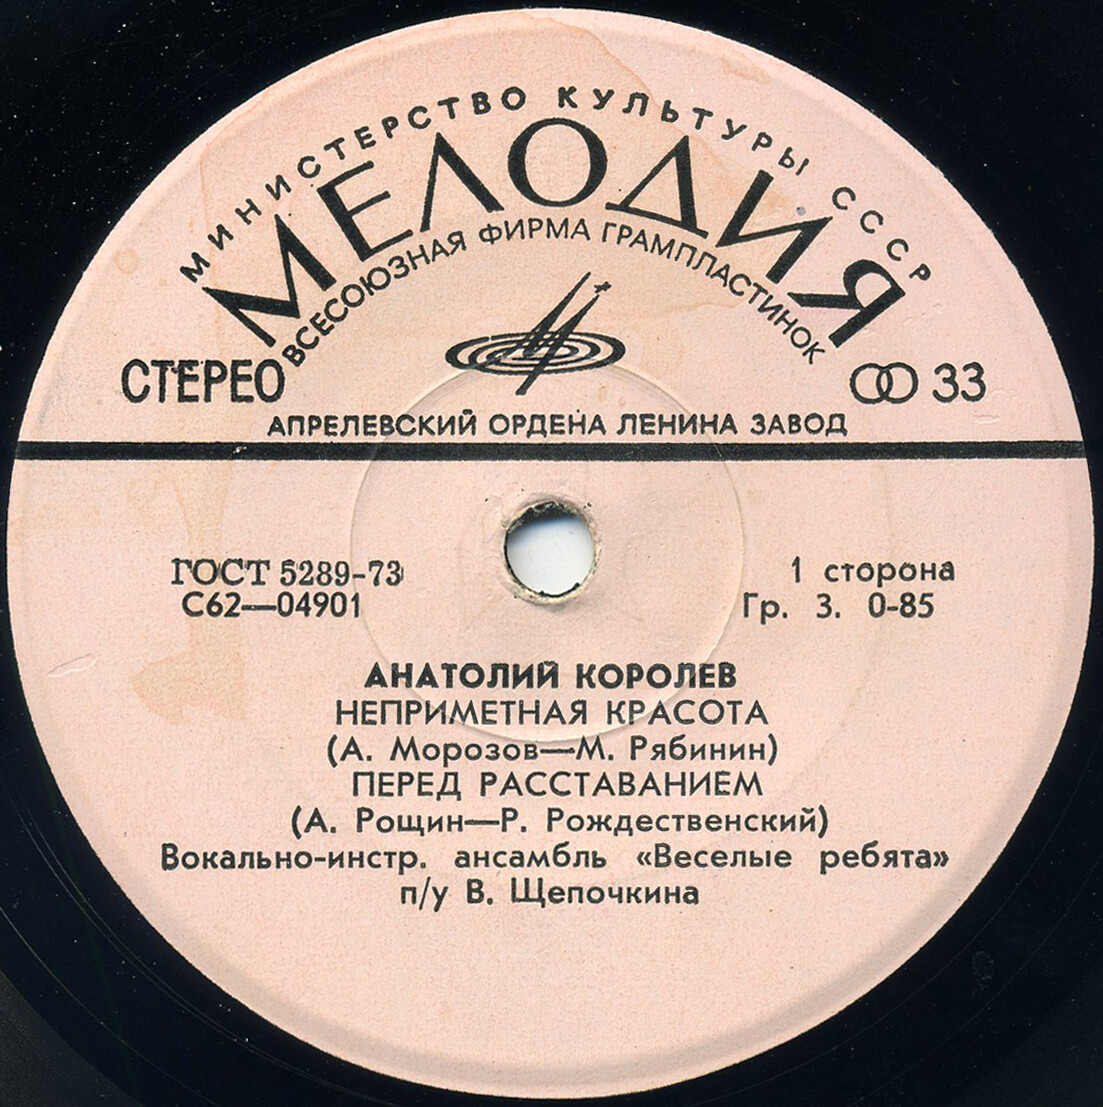 МИНИСТЕРСТВО КУЛЬТУРЫ СССР
МЕЛОДИЯ
ВСЕСОЮЗНАЯ ФИРМА ГРАМПЛАСТИНОК
СТЕРЕО
33
АПРЕЛЕВСКИЙ ОРДЕНА ЛЕНИНА ЗАВОД
ГОСТ 5289-73
С62—04901
1 сторона
Гр. 3. 0-85
АНАТОЛИЙ КОРОЛЕВ
НЕПРИМЕТНАЯ КРАСОТА
(А. Морозов—М. Рябинин)
ПЕРЕД РАССТАВАНИЕМ
(А. Рощин—Р. Рождественский)
Вокально-инстр. ансамбль «Веселые ребята»
п/у В. Щепочкина